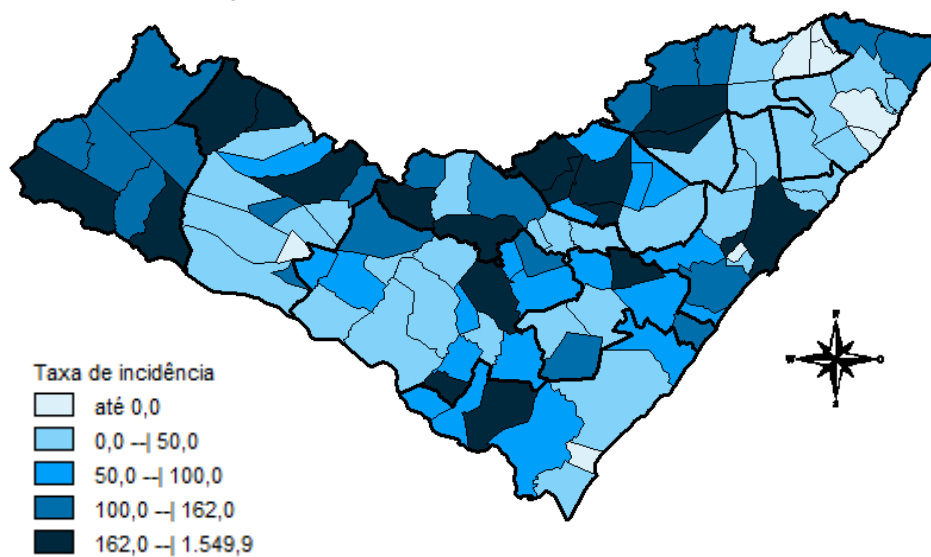 N
W
O
S
Taxa de incidência
até 0,0
0,0 --| 50,0
50,0 --| 100,0
100,0 --| 162,0
162,0 --| 1.549,9